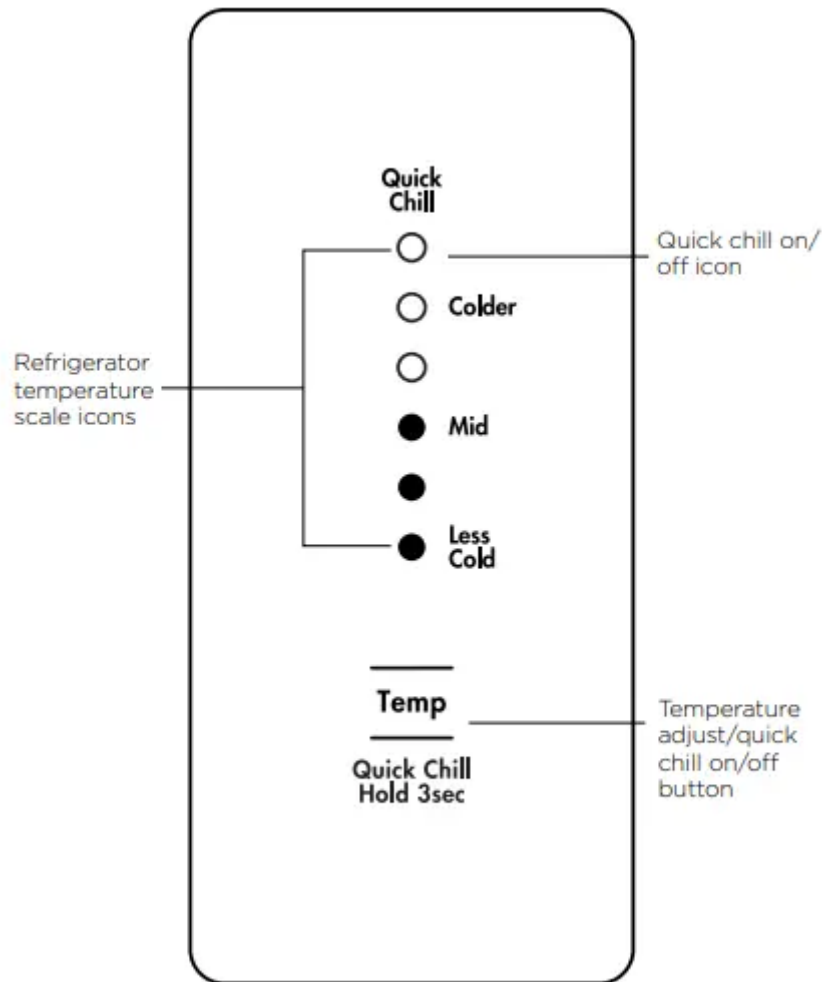 Quick
Chill
Quick chill on/
off icon
Colder
Refrigerator
temperature
scale icons
Mid
Less
Cold
Temp
Temperature
adjust/quick
chill on/off
button
Quick Chill
Hold 3sec